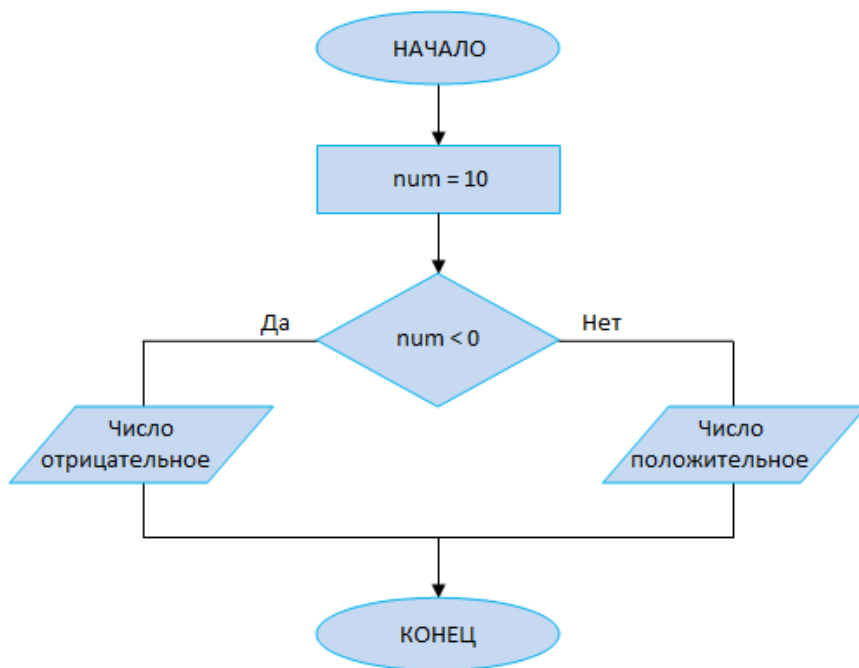 НАЧАЛО
num = 10
Да
num < 0
Нет
Число
отрицательное
Число
положительное
КОНЕЦ